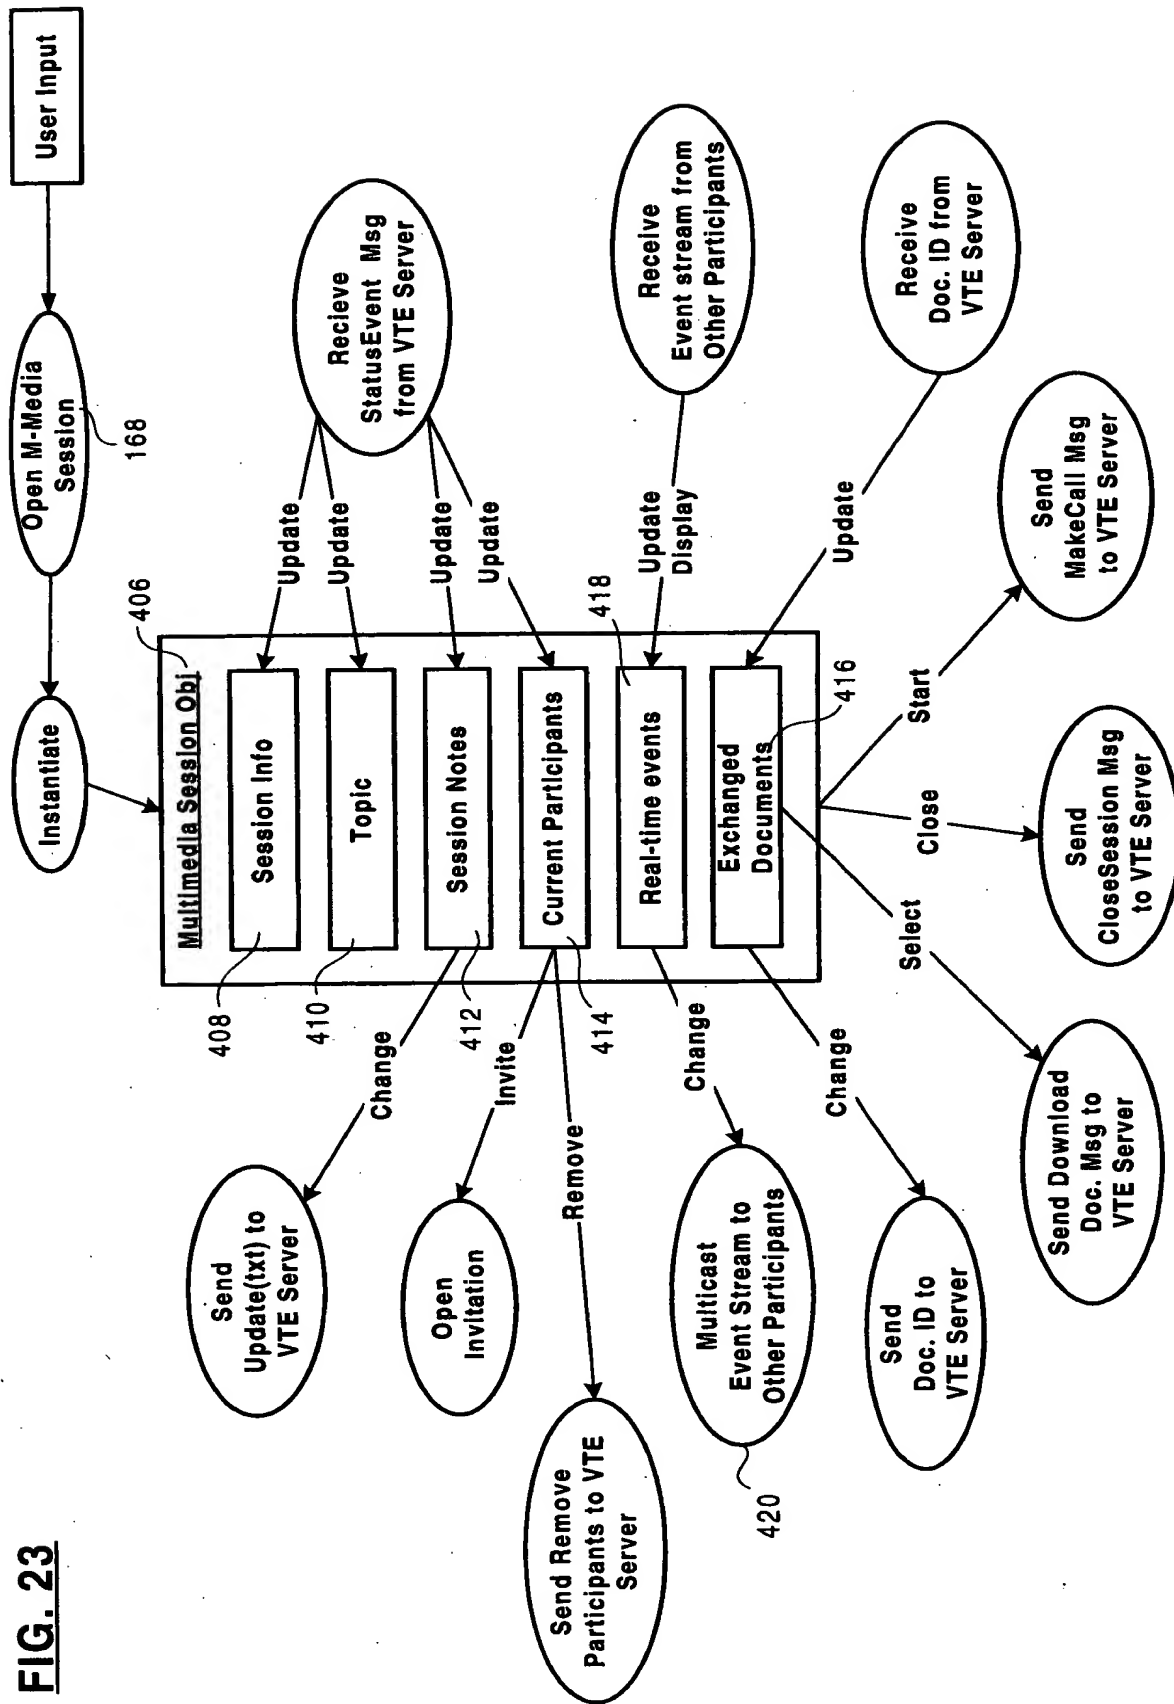 FIG. 23
User Input
Open M-Media
Session
168
Instantiate
Multimedia Session Obj
406
Session Info
408
Topic
410
Session Notes
412
Current Participants
414
Real-time events
418
Exchanged
Documents
416
Recieve
StatusEvent Msg
from VTE Server
Update
Update
Update
Update
Receive
Event stream from
Other Participants
Update
Display
Receive
Doc. ID from
VTE Server
Update
Change
Send
Update(txt) to
VTE Server
Invite
Open
Invitation
Remove
Send Remove
Participants to VTE
Server
Change
Multicast
Event Stream to
Other Participants
420
Change
Send
Doc. ID to
VTE Server
Select
Send Download
Doc. Msg to
VTE Server
Close
Send
CloseSession Msg
to VTE Server
Start
Send
MakeCall Msg
to VTE Server